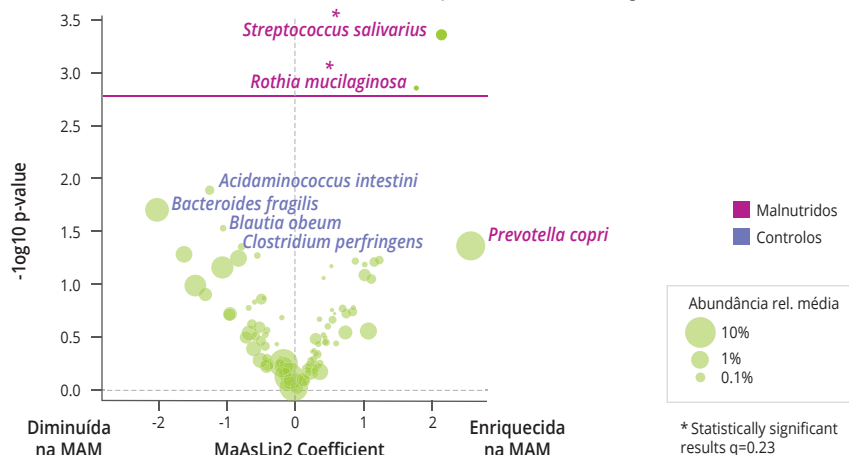 3.5
*
Streptococcus salivarius
3.0
*
Rothia mucilaginosa
2.5
2.0
Acidaminococcus intestini
Bacteroides fragilis
Blautia obeum
1.5
Clostridium perfringens
Prevotella copri
1.0
0.5
0.0
-1og10 p-value
-2
-1
0
1
2
Diminuída
na MAM
MaAsLin2 Coefficient
Enriquecida
na MAM
Malnutridos
Controlos
Abundância rel. média
10%
1%
0.1%
* Statistically significant
results q=0.23